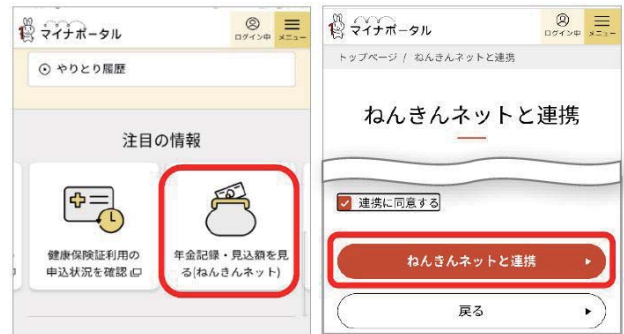 マイナポータル
ログイン中
メニュー
やりとり履歴
注目の情報
健康保険証利用の
申込状況を確認
年金記録・見込額を見
る(ねんきんネット)
マイナポータル
ログイン中
メニュー
トップページ / ねんきんネットと連携
ねんきんネットと連携
連携に同意する
ねんきんネットと連携
戻る